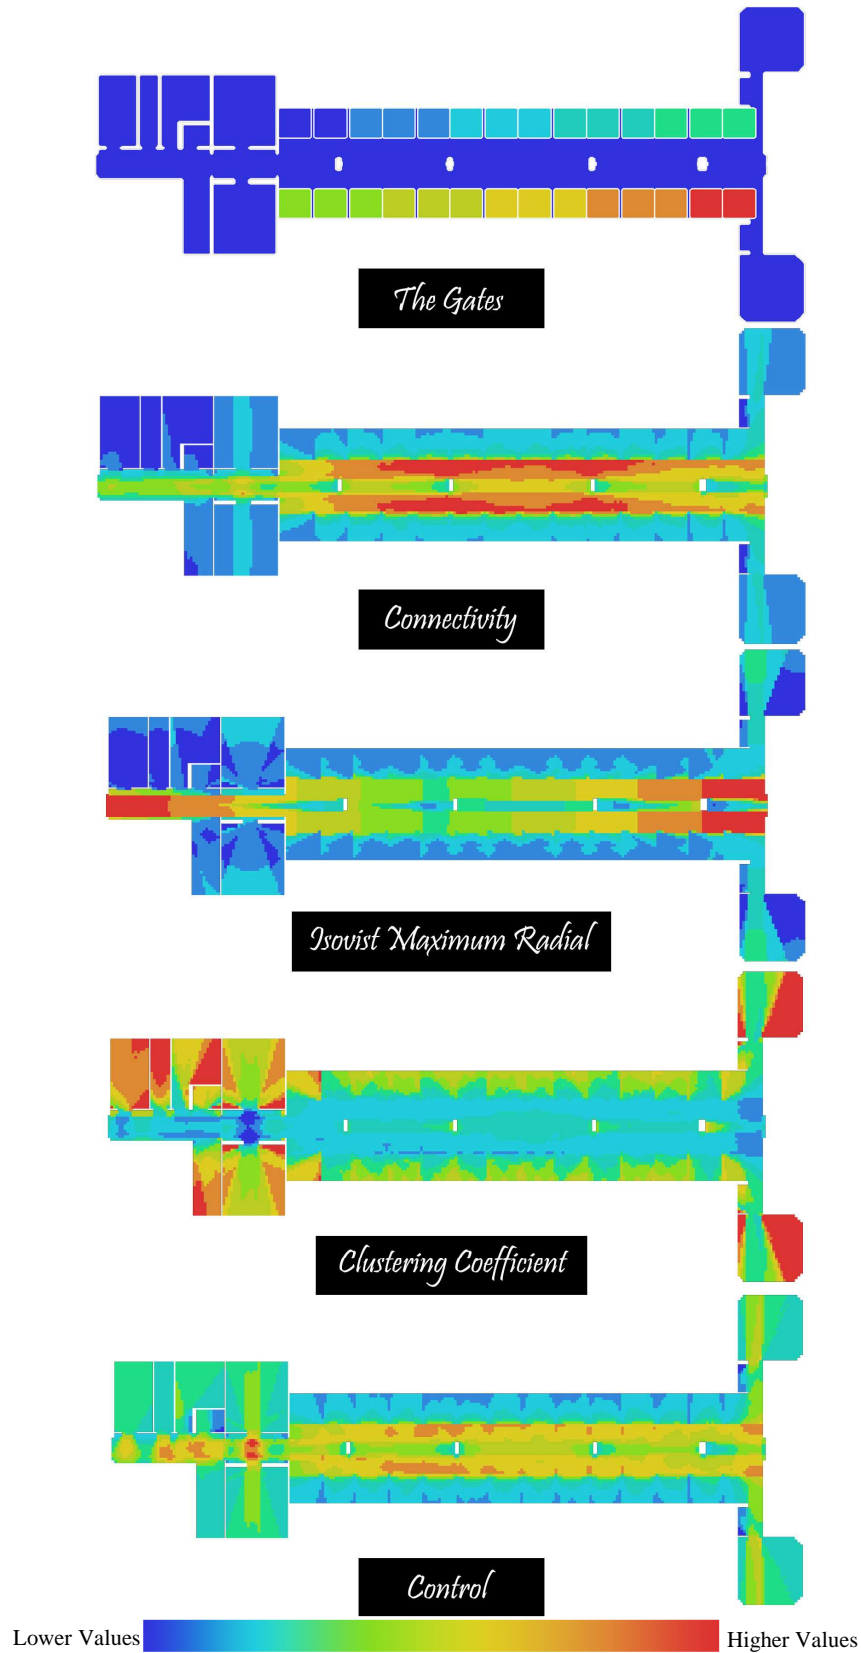 The Gates
Connectivity
Isovist Maximum Radial
Clustering Coefficient
Control
Lower Values
Higher Values